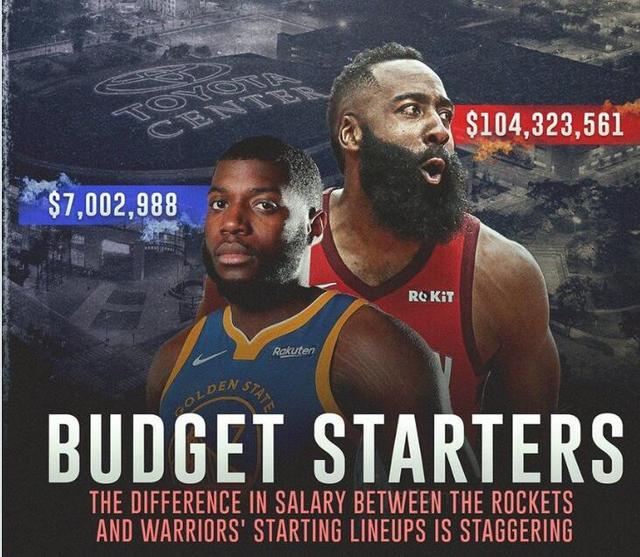 TOYOTA
CENTER
$104,323,561
$7,002,988
ROKiT
Rakuten
GOLDEN STATE
BUDGET STARTERS
THE DIFFERENCE IN SALARY BETWEEN THE ROCKETS
AND WARRIORS' STARTING LINEUPS IS STAGGERING